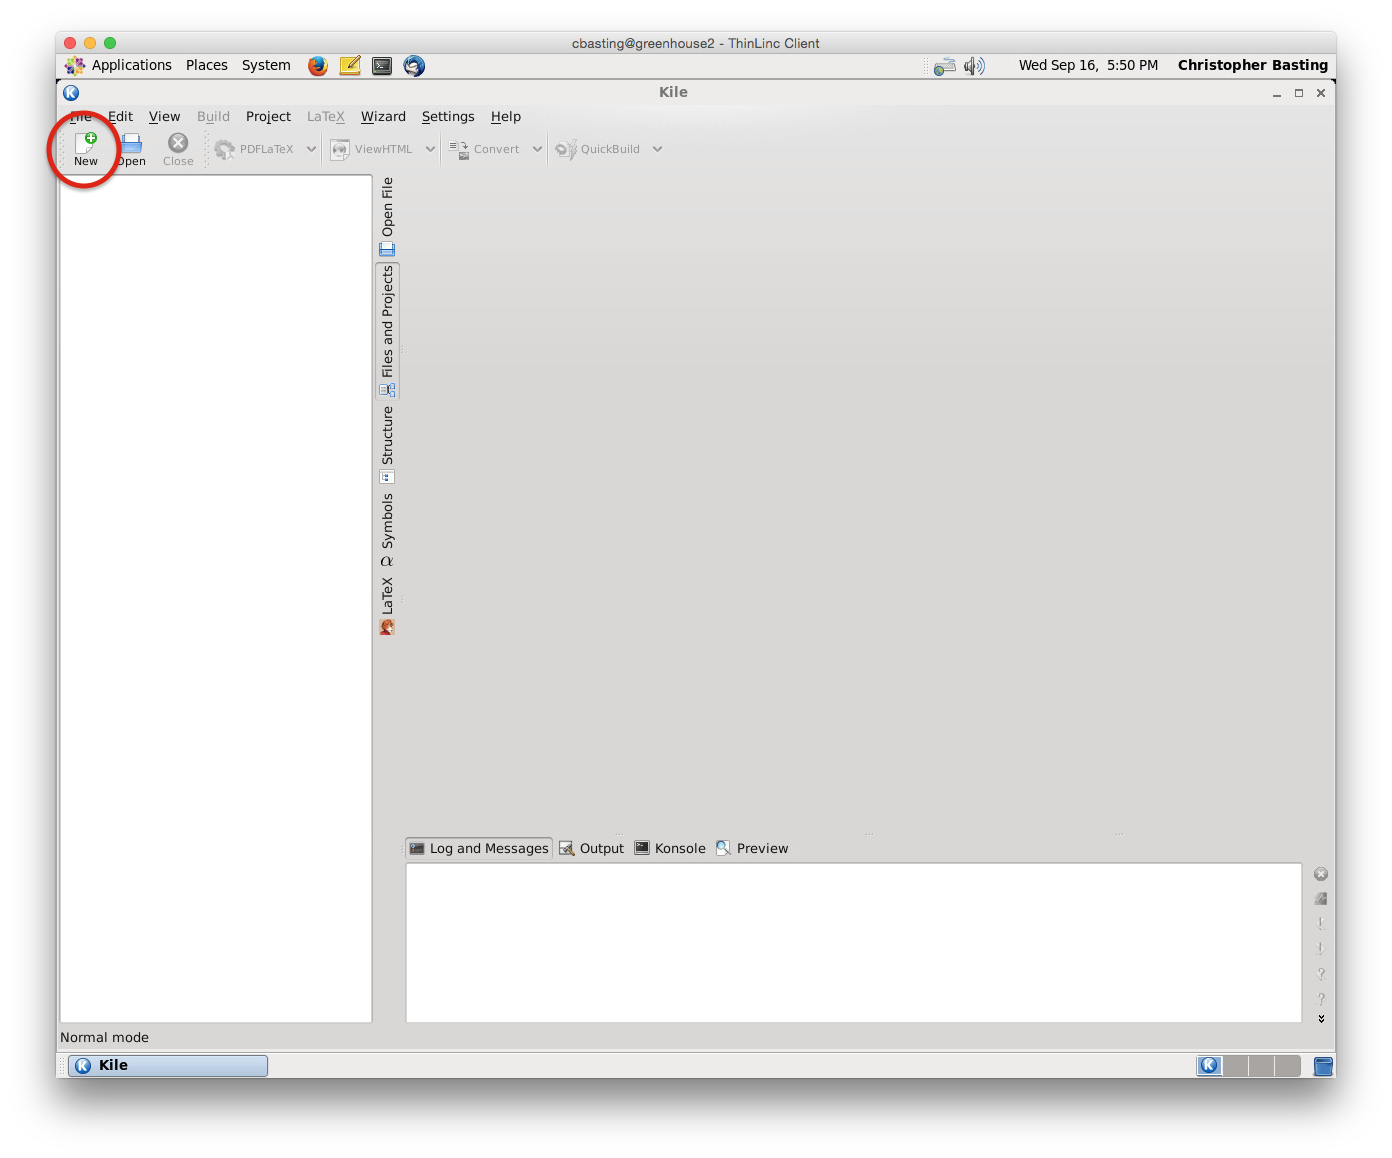 cbasting@greenhouse2 - ThinLinc Client
Applications Places System Wed Sep 16, 5:50 PM Christopher Basting
Kile
File Edit View Build Project LaTeX Wizard Settings Help
New Open Close PDFLaTeX ViewHTML Convert QuickBuild
Open File
Files and Projects
Structure
Symbols
LaTeX
Log and Messages Output Konsole Preview
Normal mode
Kile